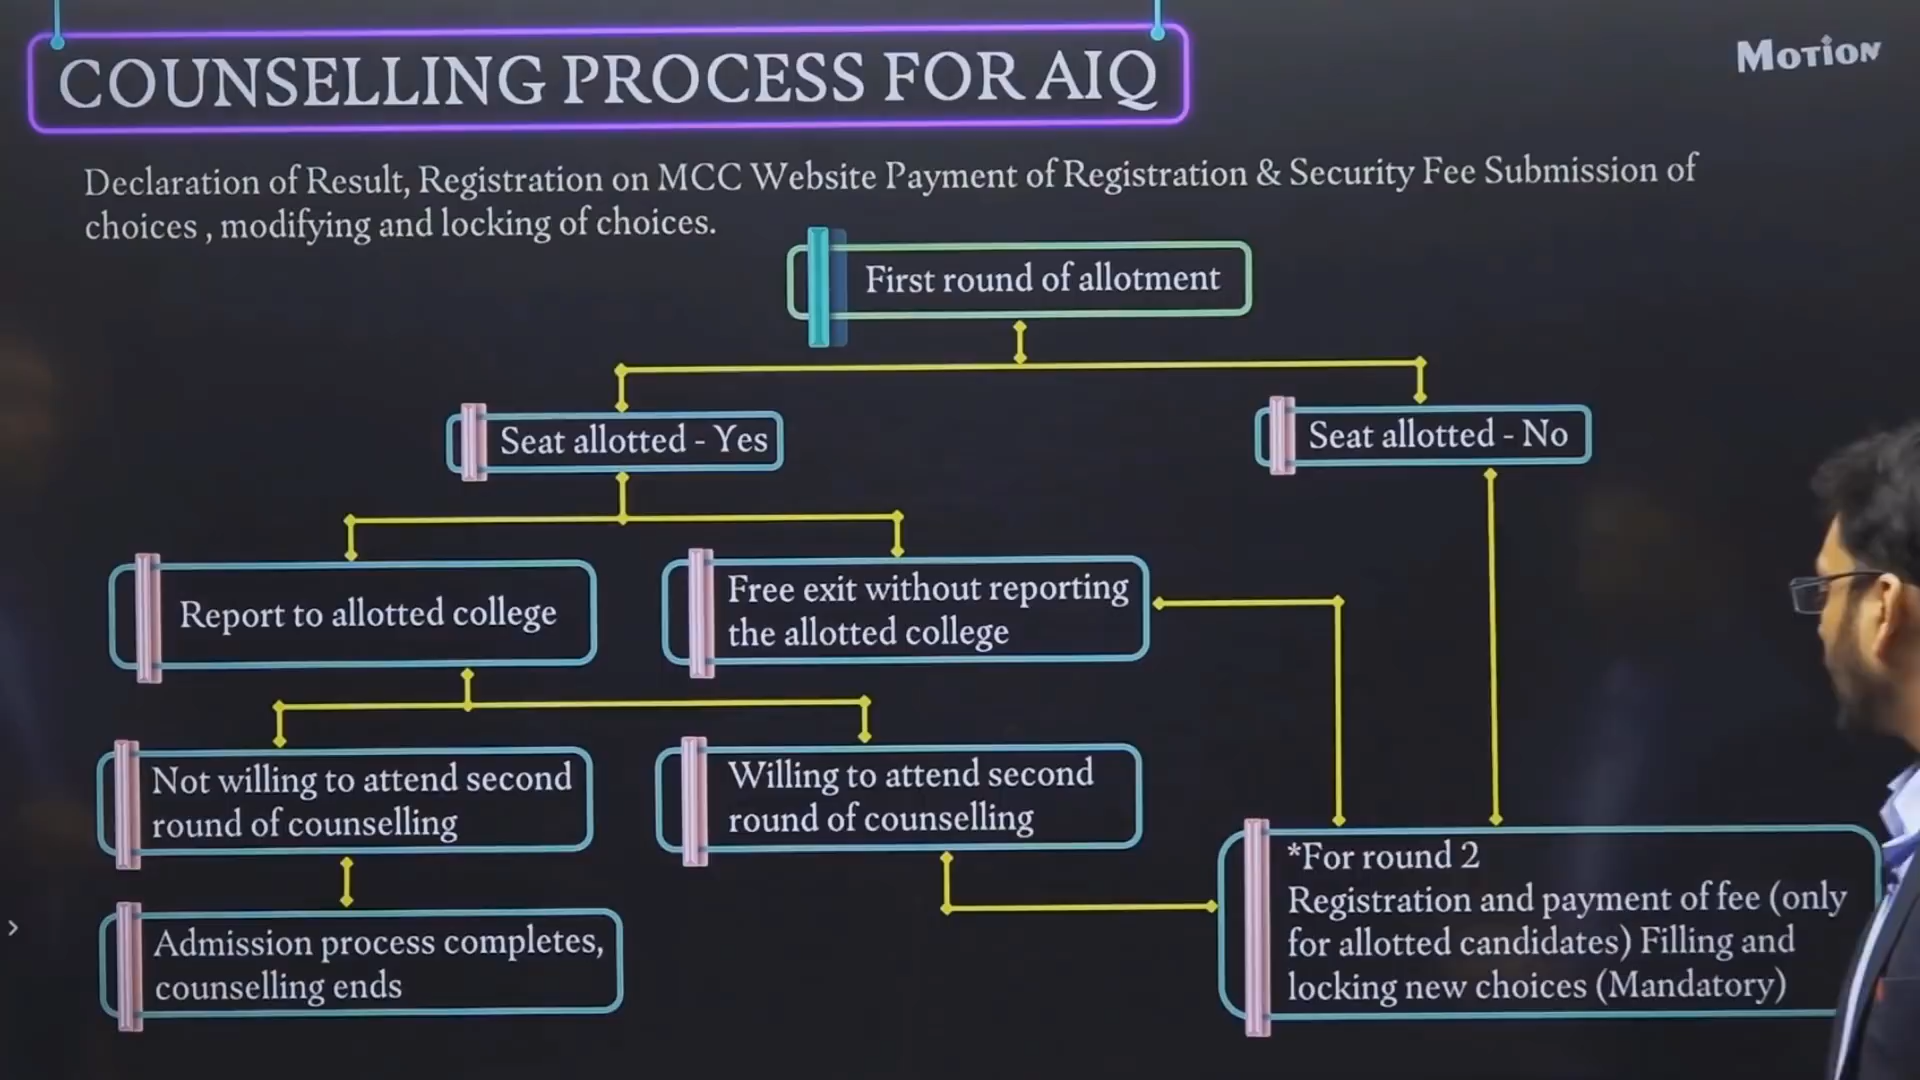 COUNSELLING PROCESS FOR AIQ
MOTION
Declaration of Result, Registration on MCC Website Payment of Registration & Security Fee Submission of
choices , modifying and locking of choices.
First round of allotment
Seat allotted - Yes
Seat allotted - No
Report to allotted college
Free exit without reporting
the allotted college
Not willing to attend second
round of counselling
Willing to attend second
round of counselling
Admission process completes,
counselling ends
*For round 2
Registration and payment of fee (only
for allotted candidates) Filling and
locking new choices (Mandatory)